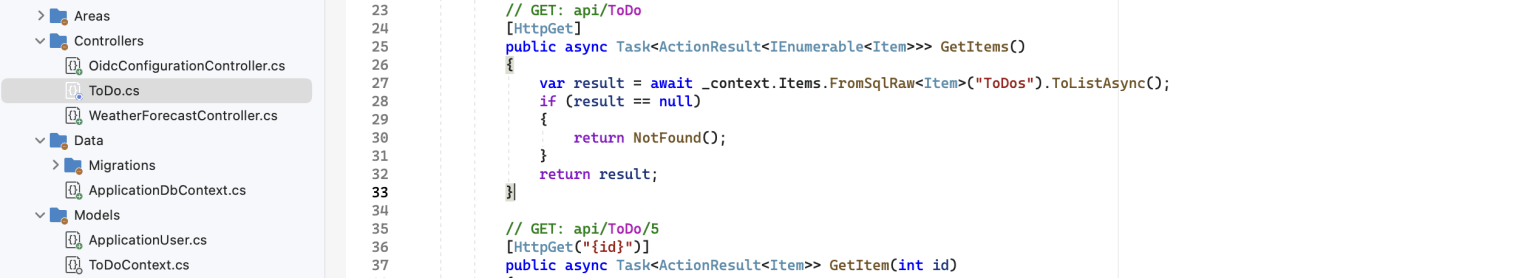 Areas
Controllers
OidcConfigurationController.cs
ToDo.cs
WeatherForecastController.cs
Data
Migrations
ApplicationDbContext.cs
Models
ApplicationUser.cs
ToDoContext.cs
23 // GET: api/ToDo
24 [HttpGet]
25 public async Task<ActionResult<IEnumerable<Item>>> GetItems()
26 {
27 var result = await _context.Items.FromSqlRaw<Item>("ToDos").ToListAsync();
28 if (result == null)
29 {
30 return NotFound();
31 }
32 return result;
33 }
34
35 // GET: api/ToDo/5
36 [HttpGet("{id}")]
37 public async Task<ActionResult<Item>> GetItem(int id)